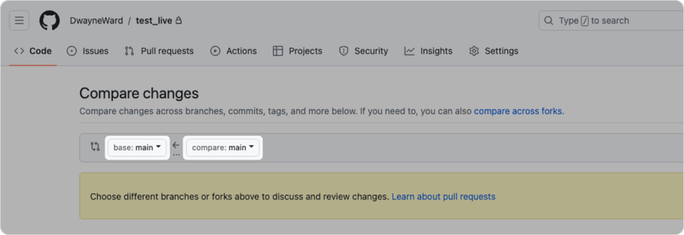 DwayneWard / test_live
Type / to search
Code Issues Pull requests Actions Projects Security Insights Settings
Compare changes
Compare changes across branches, commits, tags, and more below. If you need to, you can also compare across forks.
base: main ... compare: main
Choose different branches or forks above to discuss and review changes. Learn about pull requests